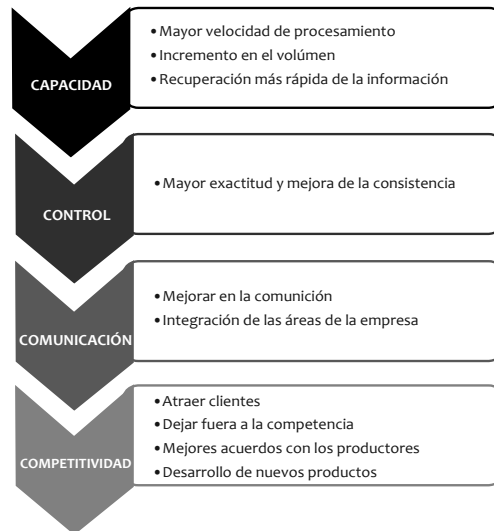 CAPACIDAD
•Mayor velocidad de procesamiento
•Incremento en el volúmen
•Recuperación más rápida de la información
CONTROL
•Mayor exactitud y mejora de la consistencia
COMUNICACIÓN
•Mejorar en la comunición
•Integración de las áreas de la empresa
COMPETITIVIDAD
•Atraer clientes
•Dejar fuera a la competencia
•Mejores acuerdos con los productores
•Desarrollo de nuevos productos